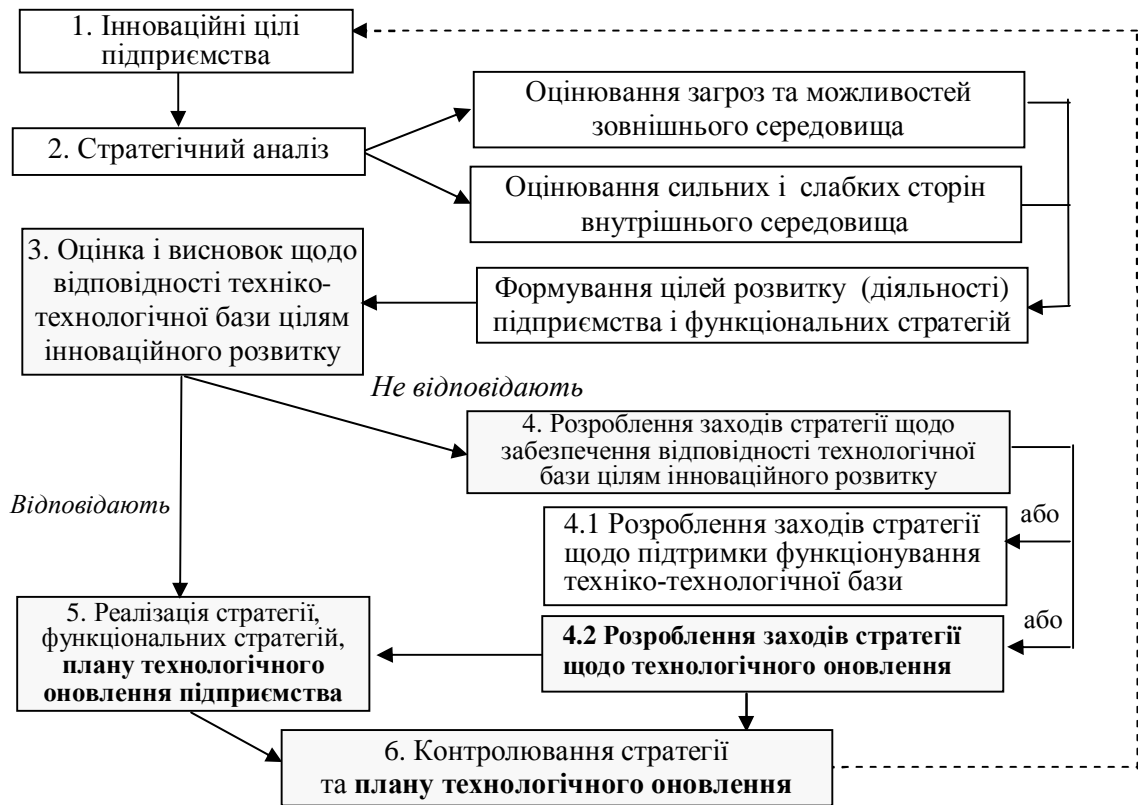 1. Інноваційні цілі
підприємства
2. Стратегічний аналіз
Оцінювання загроз та можливостей
зовнішнього середовища
Оцінювання сильних і слабких сторін
внутрішнього середовища
3. Оцінка і висновок щодо
відповідності техніко-
технологічної бази цілям
інноваційного розвитку
Формування цілей розвитку (діяльності)
підприємства і функціональних стратегій
Не відповідають
4. Розроблення заходів стратегії щодо
забезпечення відповідності технологічної
бази цілям інноваційного розвитку
Відповідають
4.1 Розроблення заходів стратегії
щодо підтримки функціонування
техніко-технологічної бази
або
5. Реалізація стратегії,
функціональних стратегій,
плану технологічного
оновлення підприємства
4.2 Розроблення заходів стратегії
щодо технологічного оновлення
або
6. Контролювання стратегії
та плану технологічного оновлення